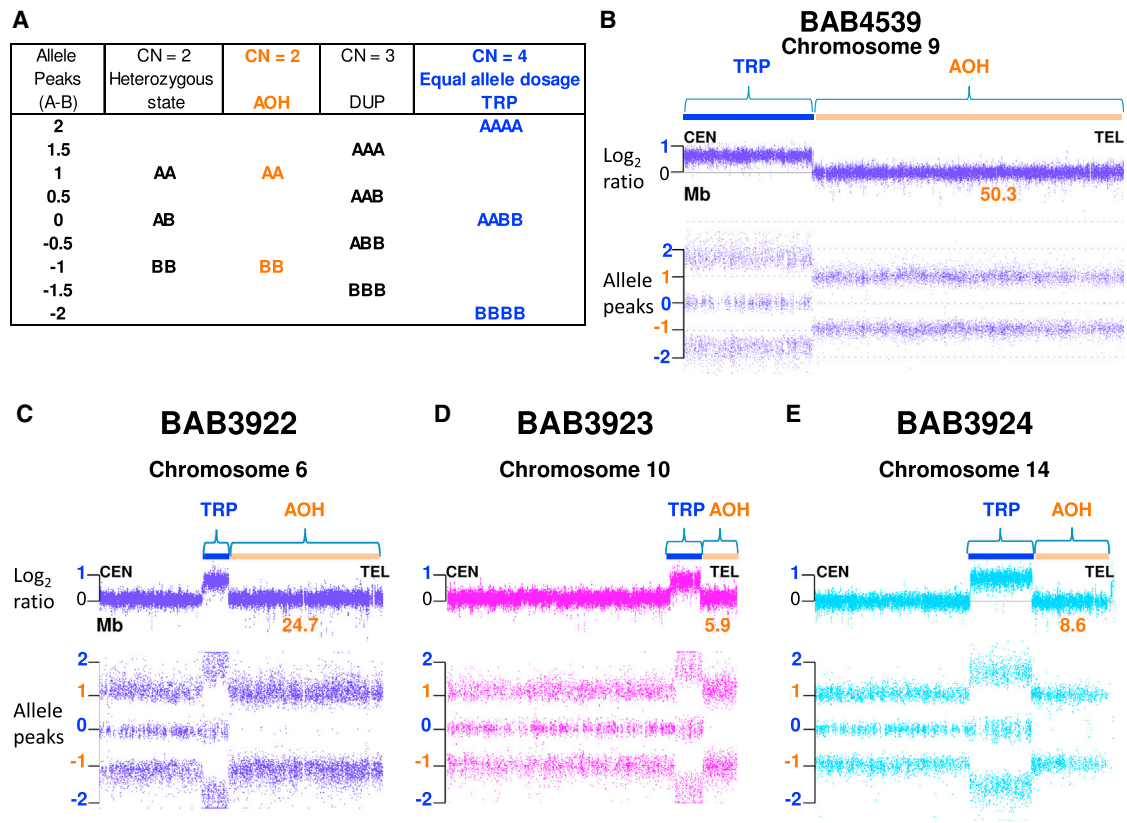 A
Allele Peaks (A-B) CN = 2 Heterozygous state CN = 2 AOH CN = 3 DUP CN = 4 Equal allele dosage TRP
2 AAAA
1.5 AAA
1 AA AA
0.5 AAB
0 AB AABB
-0.5 ABB
-1 BB BB
-1.5 BBB
-2 BBBB
B
BAB4539
Chromosome 9
TRP AOH
CEN TEL
Log2 ratio
1
0
Mb 50.3
Allele peaks
2
1
0
-1
-2
C
BAB3922
Chromosome 6
TRP AOH
CEN TEL
Log2 ratio
1
0
Mb 24.7
Allele peaks
2
1
0
-1
-2
D
BAB3923
Chromosome 10
TRP AOH
CEN TEL
1
0
5.9
2
1
0
-1
-2
E
BAB3924
Chromosome 14
TRP AOH
CEN TEL
1
0
8.6
2
1
0
-1
-2